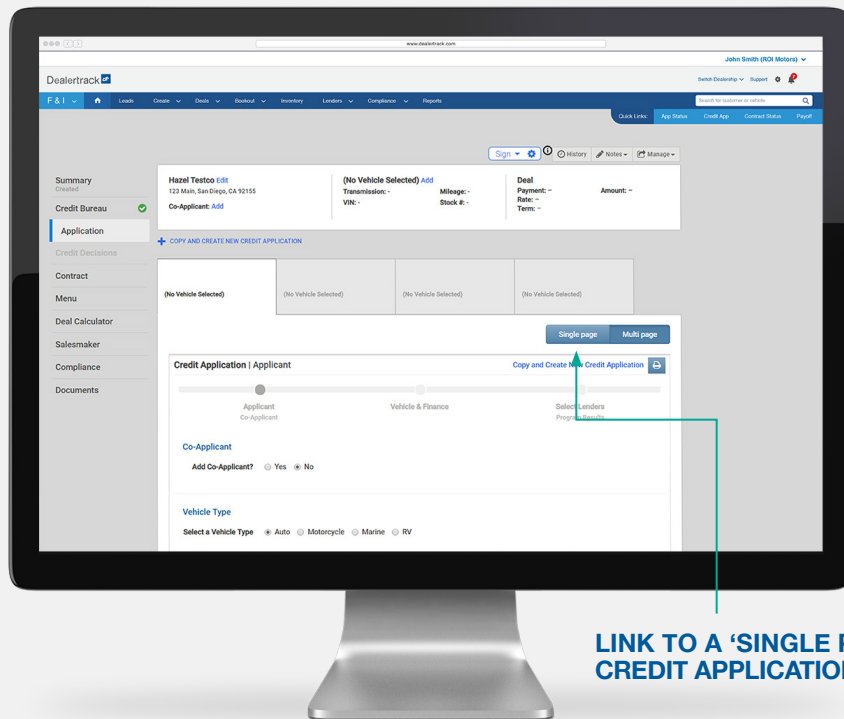 www.dealertrack.com
John Smith (ROI Motors)
Dealertrack
Switch Dealership Support
F & I Leads Create Deals Bookout Inventory Lenders Compliance Reports
Search for customer or vehicle
Quick Links: App Status Credit App Contract Status Payoff
Sign History Notes Manage
Summary
Created
Credit Bureau
Application
Credit Decisions
Contract
Menu
Deal Calculator
Salesmaker
Compliance
Documents
Hazel Testco Edit
123 Main, San Diego, CA 92155
Co-Applicant: Add
(No Vehicle Selected) Add
Transmission: - Mileage: -
VIN: - Stock #: -
Deal
Payment: – Amount: –
Rate: –
Term: –
COPY AND CREATE NEW CREDIT APPLICATION
(No Vehicle Selected) (No Vehicle Selected) (No Vehicle Selected) (No Vehicle Selected)
Single page Multi page
Credit Application | Applicant Copy and Create New Credit Application
Applicant Vehicle & Finance Select Lenders
Co-Applicant Program Results
Co-Applicant
Add Co-Applicant? Yes No
Vehicle Type
Select a Vehicle Type Auto Motorcycle Marine RV
LINK TO A ‘SINGLE
CREDIT APPLICATION